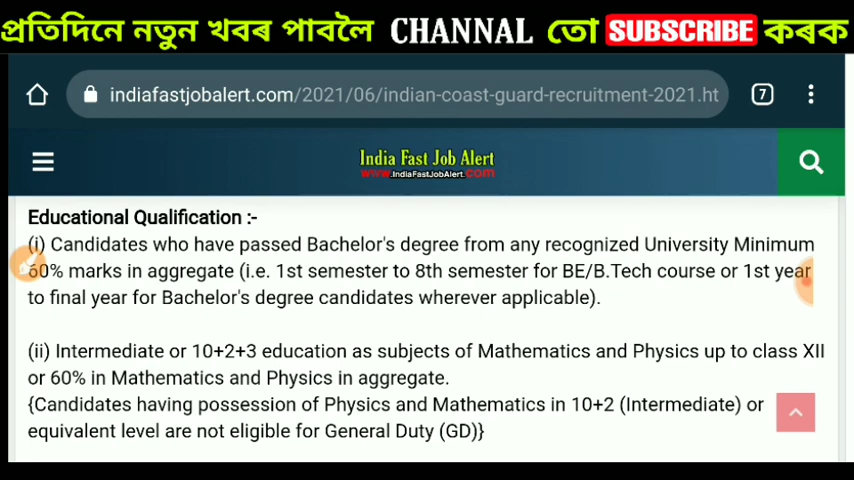 প্ৰতিদিনে নতুন খবৰ পাবলৈ CHANNAL তো SUBSCRIBE কৰক
indiafastjobalert.com/2021/06/indian-coast-guard-recruitment-2021.ht
7
India Fast Job Alert
www.IndiaFastJobAlert.com
Educational Qualification :-
(i) Candidates who have passed Bachelor's degree from any recognized University Minimum
60% marks in aggregate (i.e. 1st semester to 8th semester for BE/B.Tech course or 1st year
to final year for Bachelor's degree candidates wherever applicable).
(ii) Intermediate or 10+2+3 education as subjects of Mathematics and Physics up to class XII
or 60% in Mathematics and Physics in aggregate.
{Candidates having possession of Physics and Mathematics in 10+2 (Intermediate) or
equivalent level are not eligible for General Duty (GD)}